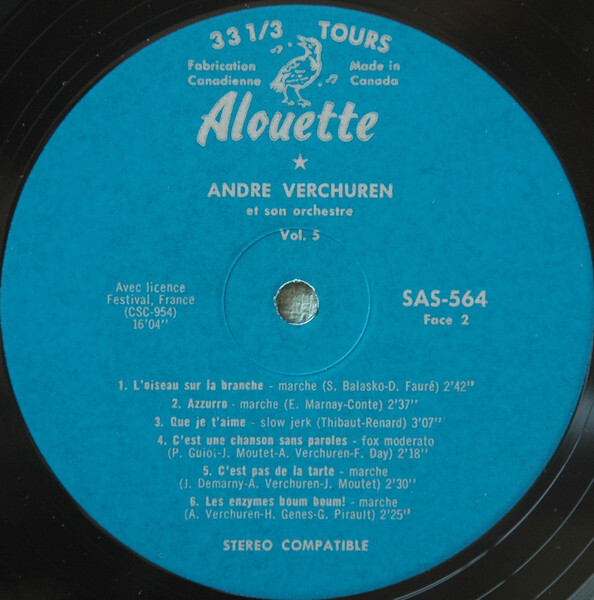 33 1/3 TOURS
Fabrication Canadienne
Made in Canada
Alouette
ANDRE VERCHUREN
et son orchestre
Vol. 5
Avec licence
Festival, France
(CSC-954)
16'04"
SAS-564
Face 2
1. L'oiseau sur la branche - marche (S. Balasko-D. Fauré) 2'42"
2. Azzurro - marche (E. Marnay-Conte) 2'37"
3. Que je t'aime - slow jerk (Thibaut-Renard) 3'07"
4. C'est une chanson sans paroles - fox moderato
(P. Guiot-J. Moutet-A. Verchuren-F. Day) 2'18"
5. C'est pas de la tarte - marche
(J. Demarny-A. Verchuren-J. Moutet) 2'30"
6. Les enzymes boum boum! - marche
(A. Verchuren-H. Genes-G. Pirault) 2'25"
STEREO COMPATIBLE